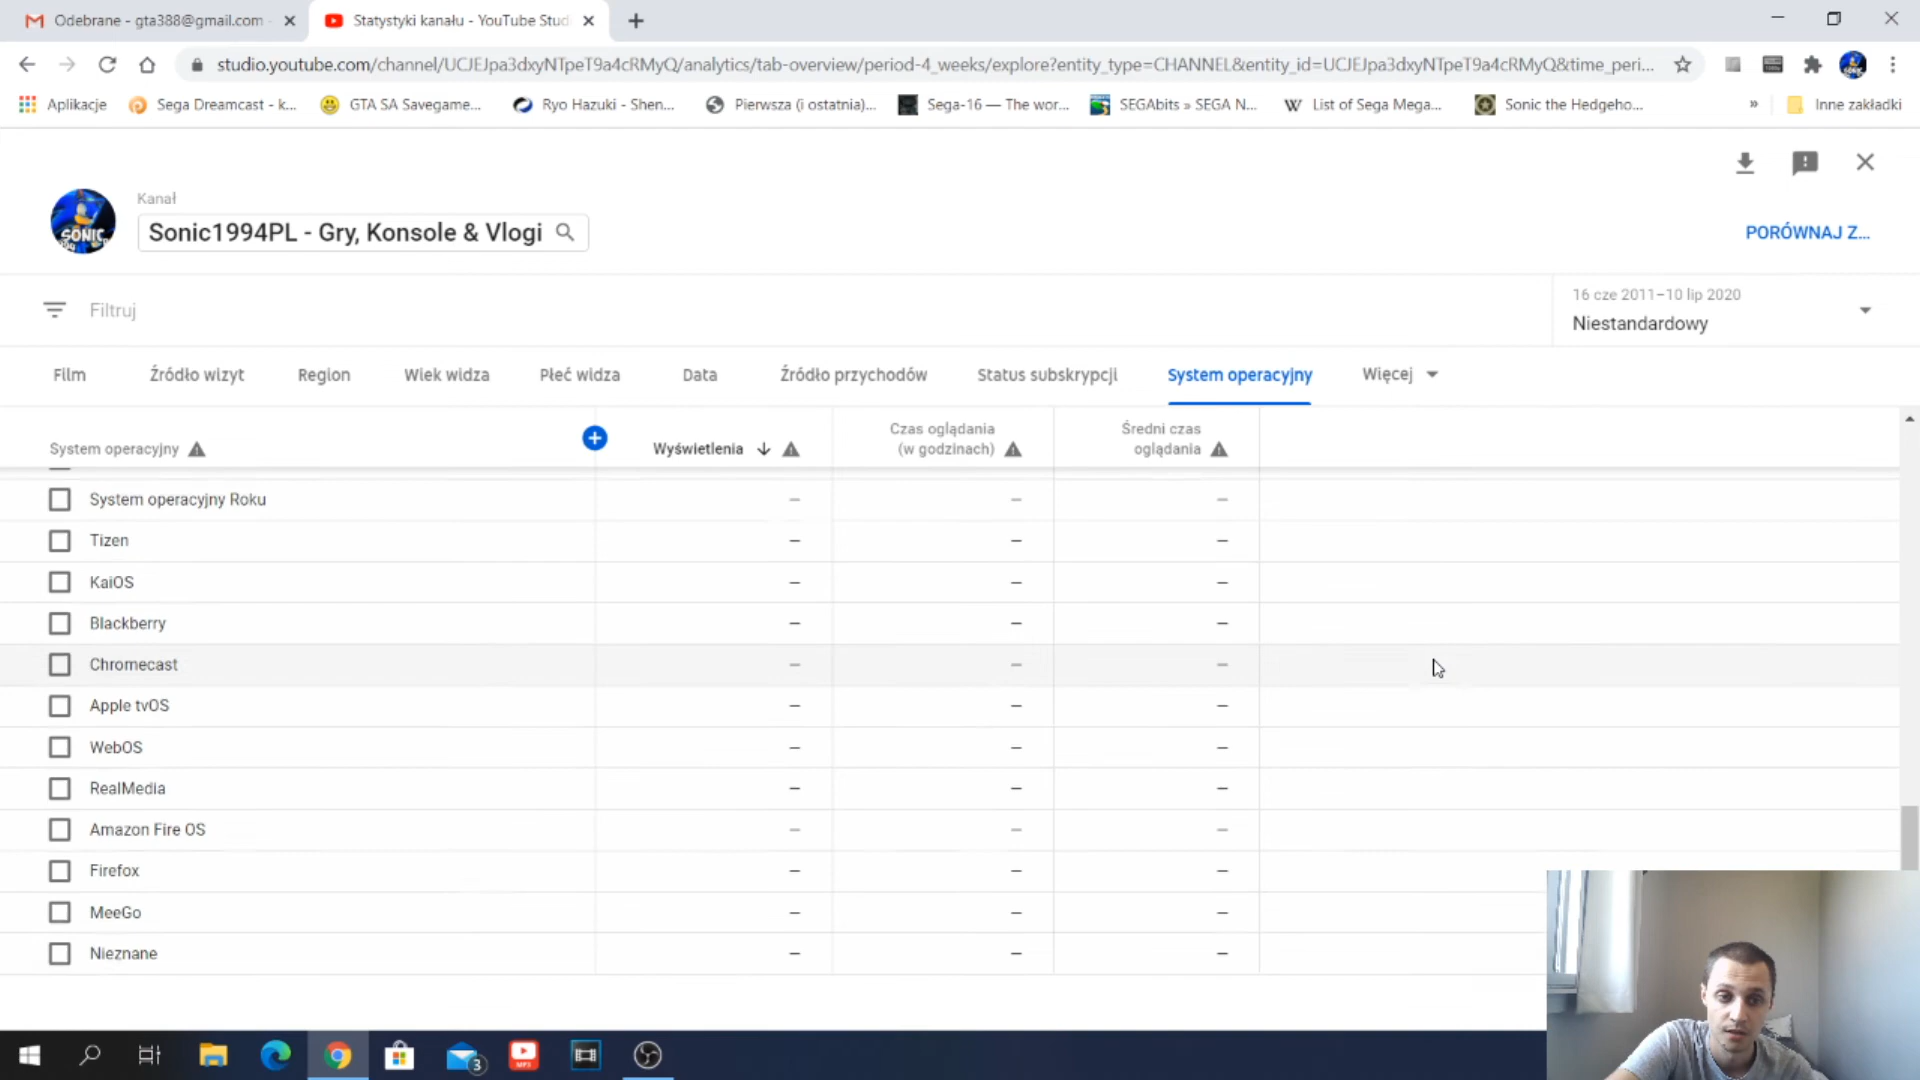 Odebrane - gta388@gmail.com -
Statystyki kanału - YouTube Stud
studio.youtube.com/channel/UCJEJpa3dxyNTpeT9a4cRMyQ/analytics/tab-overview/period-4_weeks/explore?entity_type=CHANNEL&entity_id=UCJEJpa3dxyNTpeT9a4cRMyQ&time_peri...
Aplikacje
Sega Dreamcast - k...
GTA SA Savegame...
Ryo Hazuki - Shen...
Pierwsza (i ostatnia)...
Sega-16 — The wor...
SEGAbits » SEGA N...
W List of Sega Mega...
Sonic the Hedgeho...
»
Inne zakładki
SONIC
Kanał
Sonic1994PL - Gry, Konsole & Vlogi
PORÓWNAJ Z...
Filtruj
16 cze 2011–10 lip 2020
Niestandardowy
Film
Źródło wizyt
Region
Wiek widza
Płeć widza
Data
Źródło przychodów
Status subskrypcji
System operacyjny
Więcej
System operacyjny
Wyświetlenia
Czas oglądania
(w godzinach)
Średni czas
oglądania
System operacyjny Roku – – –
Tizen – – –
KaiOS – – –
Blackberry – – –
Chromecast – – –
Apple tvOS – – –
WebOS – – –
RealMedia – – –
Amazon Fire OS – – –
Firefox – – –
MeeGo – – –
Nieznane – – –
3
MP3